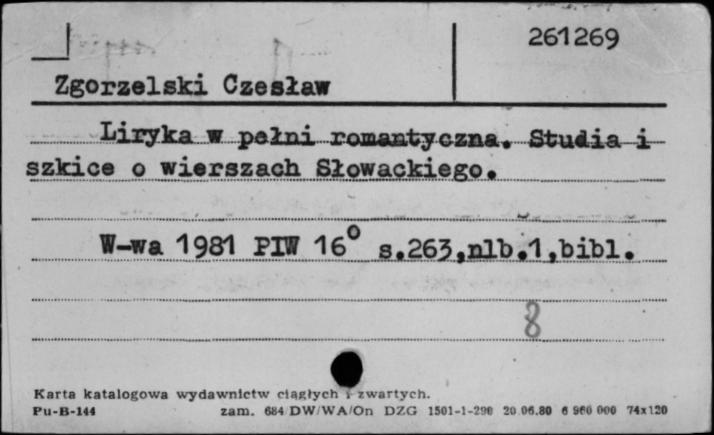 261269
Zgorzelski Czesław
Liryka w pełni romantyczna. Studia i
szkice o wierszach Słowackiego.
W-wa 1981 PIW 16° s.263,nlb.1,bibl.
8
Karta katalogowa wydawnictw ciągłych i zwartych.
Pu-B-144 zam. 684/DW/WA/On DZG 1501-1-290 20.06.80 6 960 000 74x120